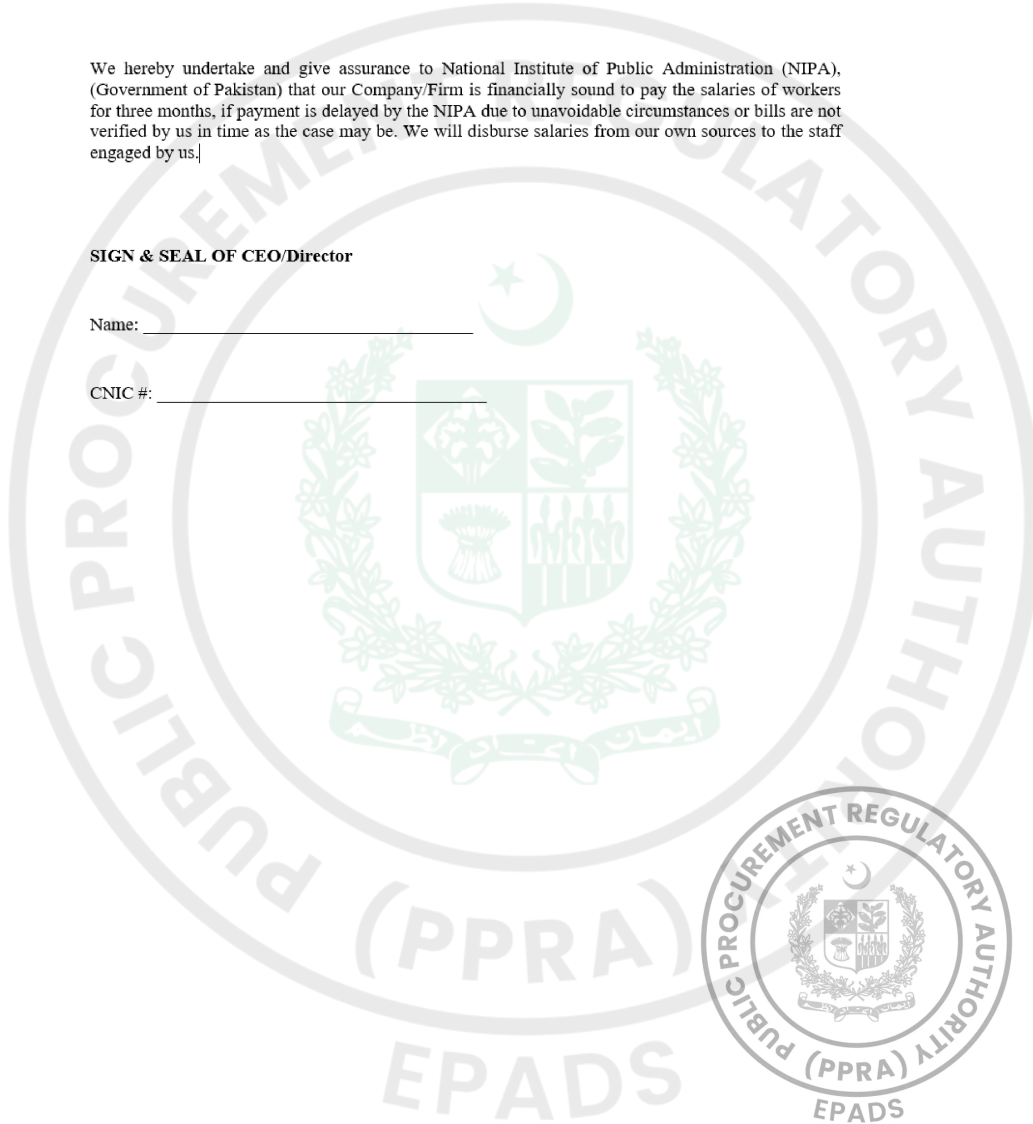 We hereby undertake and give assurance to National Institute of Public Administration (NIPA),
(Government of Pakistan) that our Company/Firm is financially sound to pay the salaries of workers
for three months, if payment is delayed by the NIPA due to unavoidable circumstances or bills are not
verified by us in time as the case may be. We will disburse salaries from our own sources to the staff
engaged by us.
SIGN & SEAL OF CEO/Director
Name: ______________________________________
CNIC #: ______________________________________
PUBLIC PROCUREMENT REGULATORY AUTHORITY
(PPRA)
EPADS
PUBLIC PROCUREMENT REGULATORY AUTHORITY
(PPRA)
EPADS